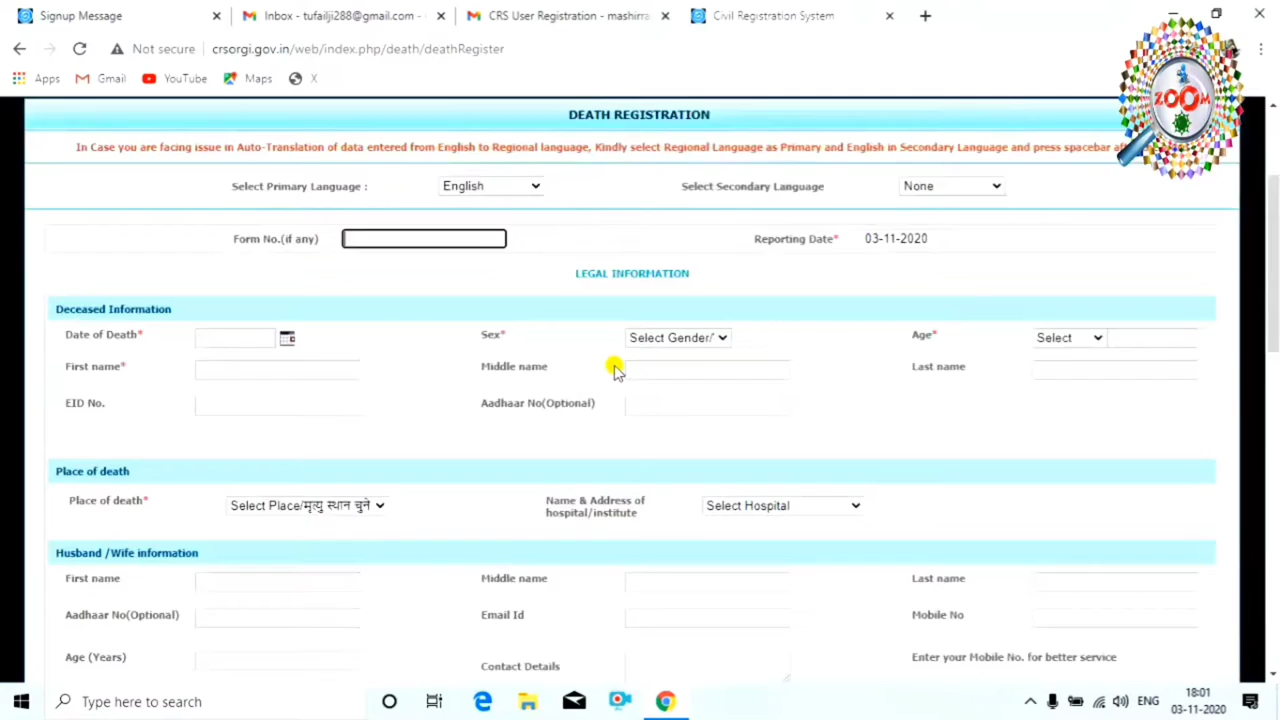 Signup Message
Inbox - tufailji288@gmail.com -
CRS User Registration - mashirra
Civil Registration System
Not secure
crsorgi.gov.in/web/index.php/death/deathRegister
Apps Gmail YouTube Maps X
ZOOM
DEATH REGISTRATION
In Case you are facing issue in Auto-Translation of data entered from English to Regional language, Kindly select Regional Language as Primary and English in Secondary Language and press spacebar
Select Primary Language : English Select Secondary Language None
Form No.(if any) Reporting Date* 03-11-2020
LEGAL INFORMATION
Deceased Information
Date of Death* Sex* Select Gender/ Age* Select
First name* Middle name Last name
EID No. Aadhaar No(Optional)
Place of death
Place of death* Select Place/मृत्यु स्थान चुने Name & Address of hospital/institute Select Hospital
Husband /Wife information
First name Middle name Last name
Aadhaar No(Optional) Email Id Mobile No
Age (Years) Contact Details Enter your Mobile No. for better service
Type here to search
ENG
18:01
03-11-2020